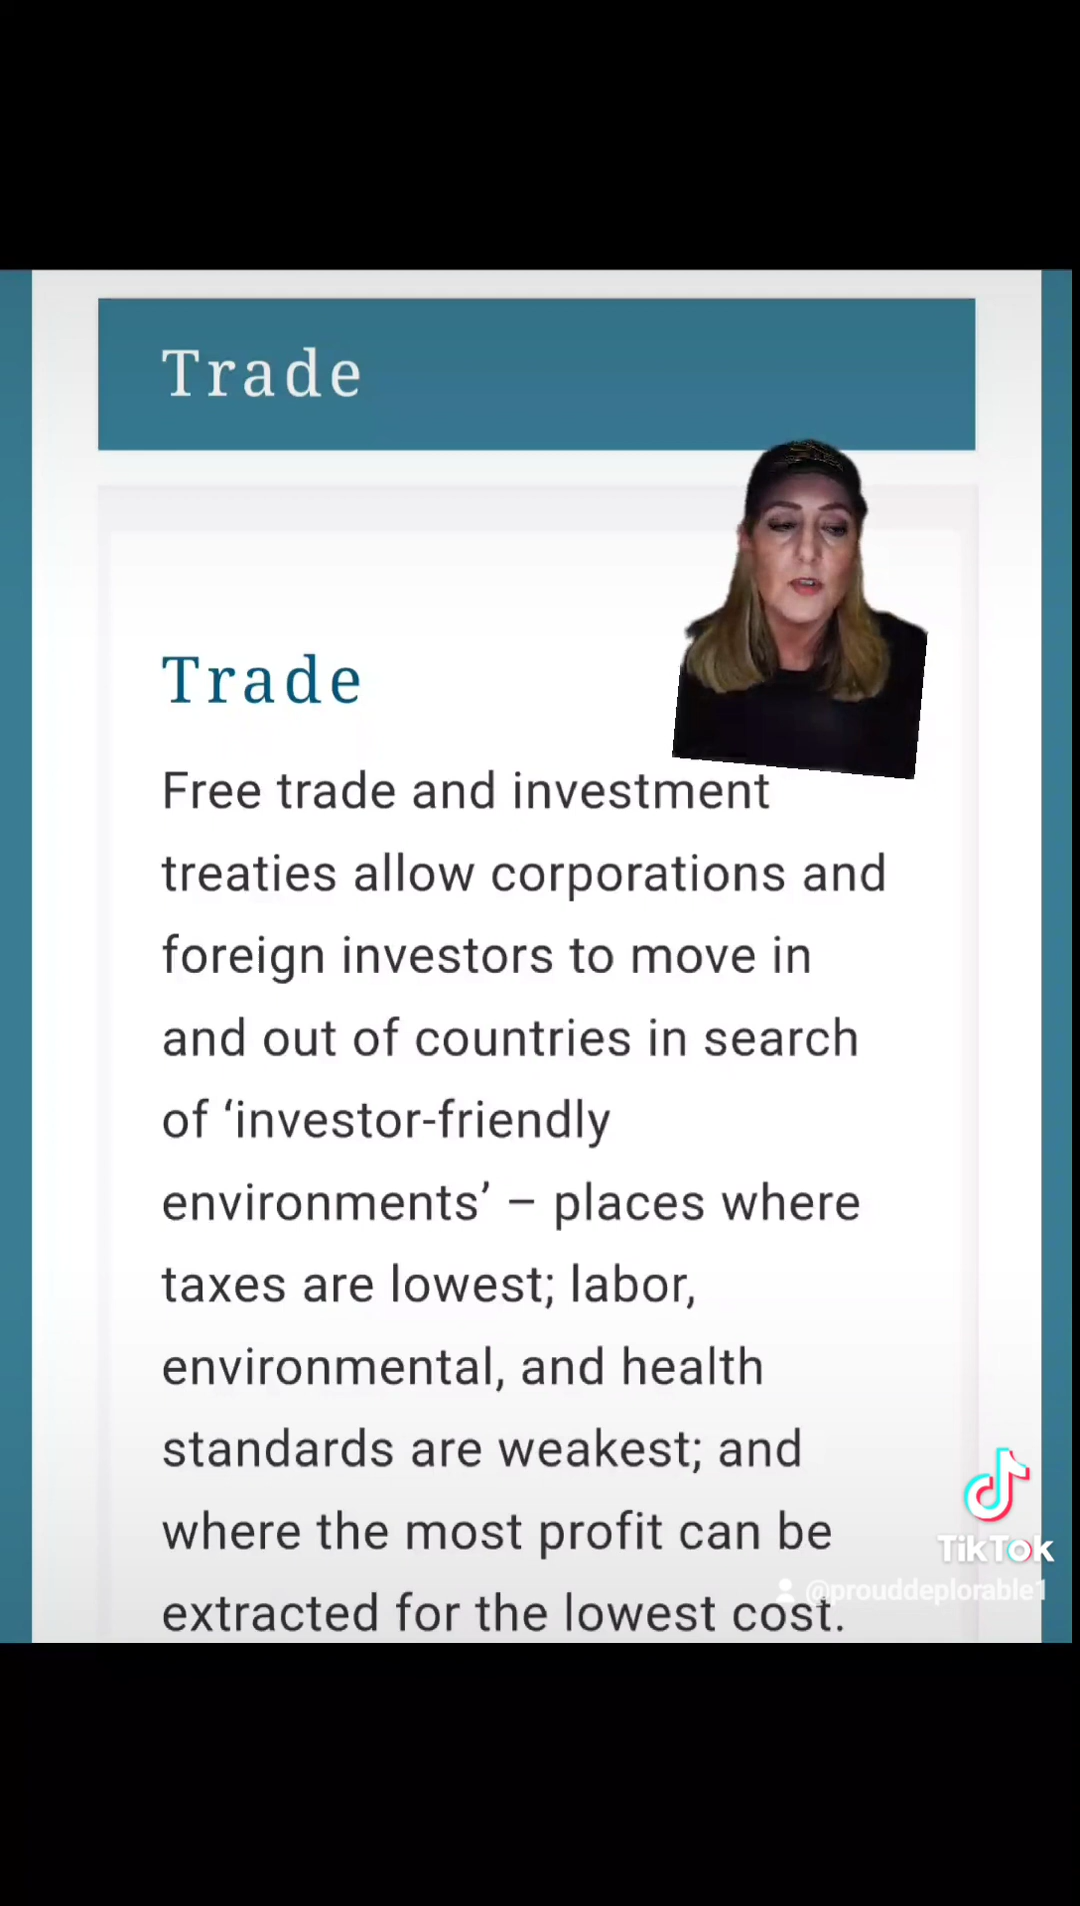 Trade
Trade
Free trade and investment
treaties allow corporations and
foreign investors to move in
and out of countries in search
of ‘investor-friendly
environments’ – places where
taxes are lowest; labor,
environmental, and health
standards are weakest; and
where the most profit can be
extracted for the lowest cost.
TikTok
@prouddeplorable1